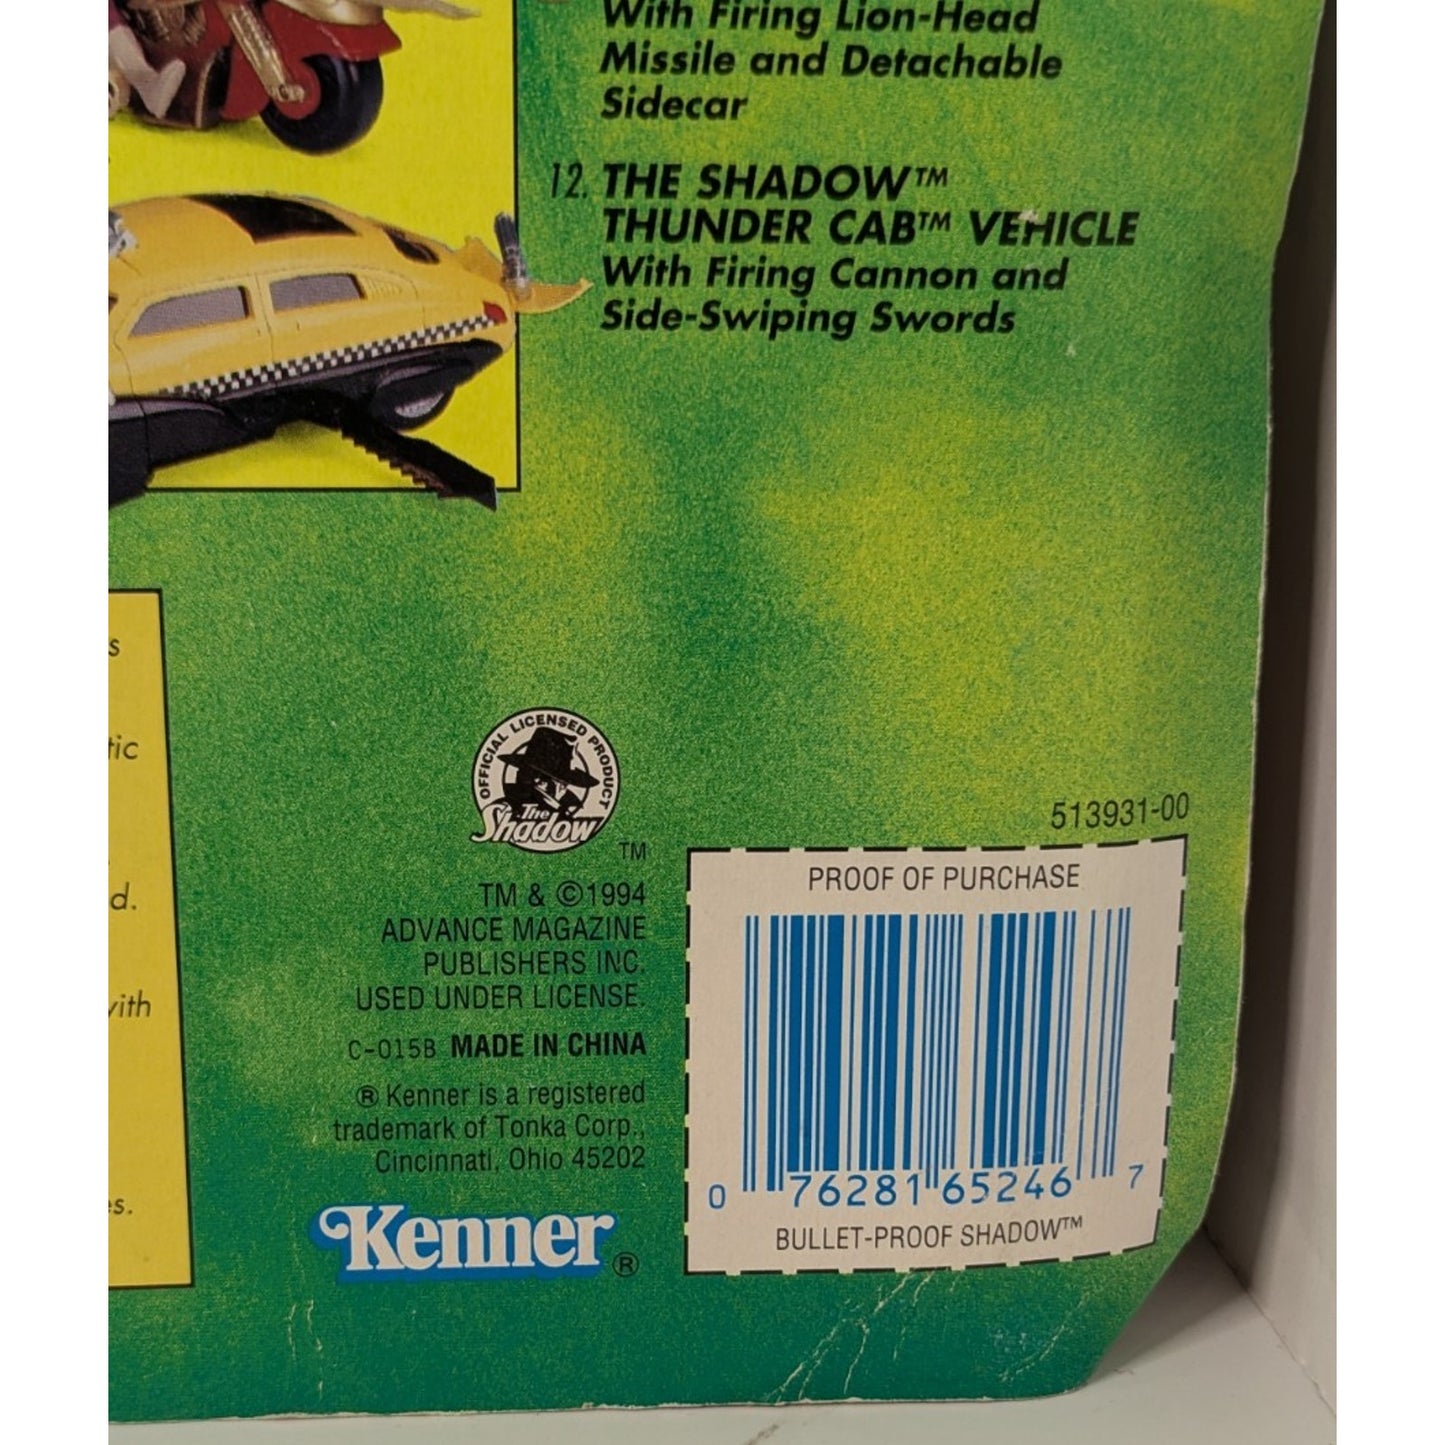 With Firing Lion-Head
Missile and Detachable
Sidecar
12. THE SHADOW™
THUNDER CAB™ VEHICLE
With Firing Cannon and
Side-Swiping Swords
s
tic
d.
with
es.
OFFICIAL LICENSED PRODUCT
The
Shadow
TM
TM & ©1994
ADVANCE MAGAZINE
PUBLISHERS INC.
USED UNDER LICENSE.
C-015B MADE IN CHINA
® Kenner is a registered
trademark of Tonka Corp.,
Cincinnati, Ohio 45202
Kenner®
513931-00
PROOF OF PURCHASE
0 76281 65246 7
BULLET-PROOF SHADOW™